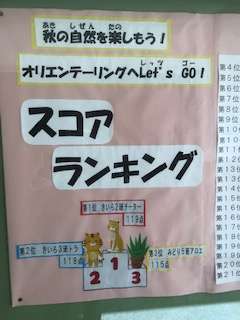 あき しぜん たの
秋の自然を楽しもう!
レッツ ゴー
オリエンテーリングへLet's GO!
スコア
ランキング
第1位 きいろ2班チーター
119点
第2位 きいろ3班トラ
118点
第3位 みどり5班アロエ
115点
2 1 3
第4位
第5位
第6位
第7位
第8位
第9位
第10位
第11位
第12位
第13位
第14位
第15位
第16位
第17位
第18位
第19位
第20位
第21位